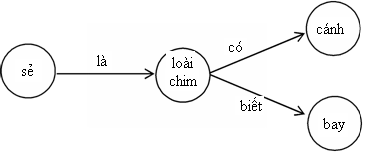 sẻ
là
loài
chim
có
cánh
biết
bay